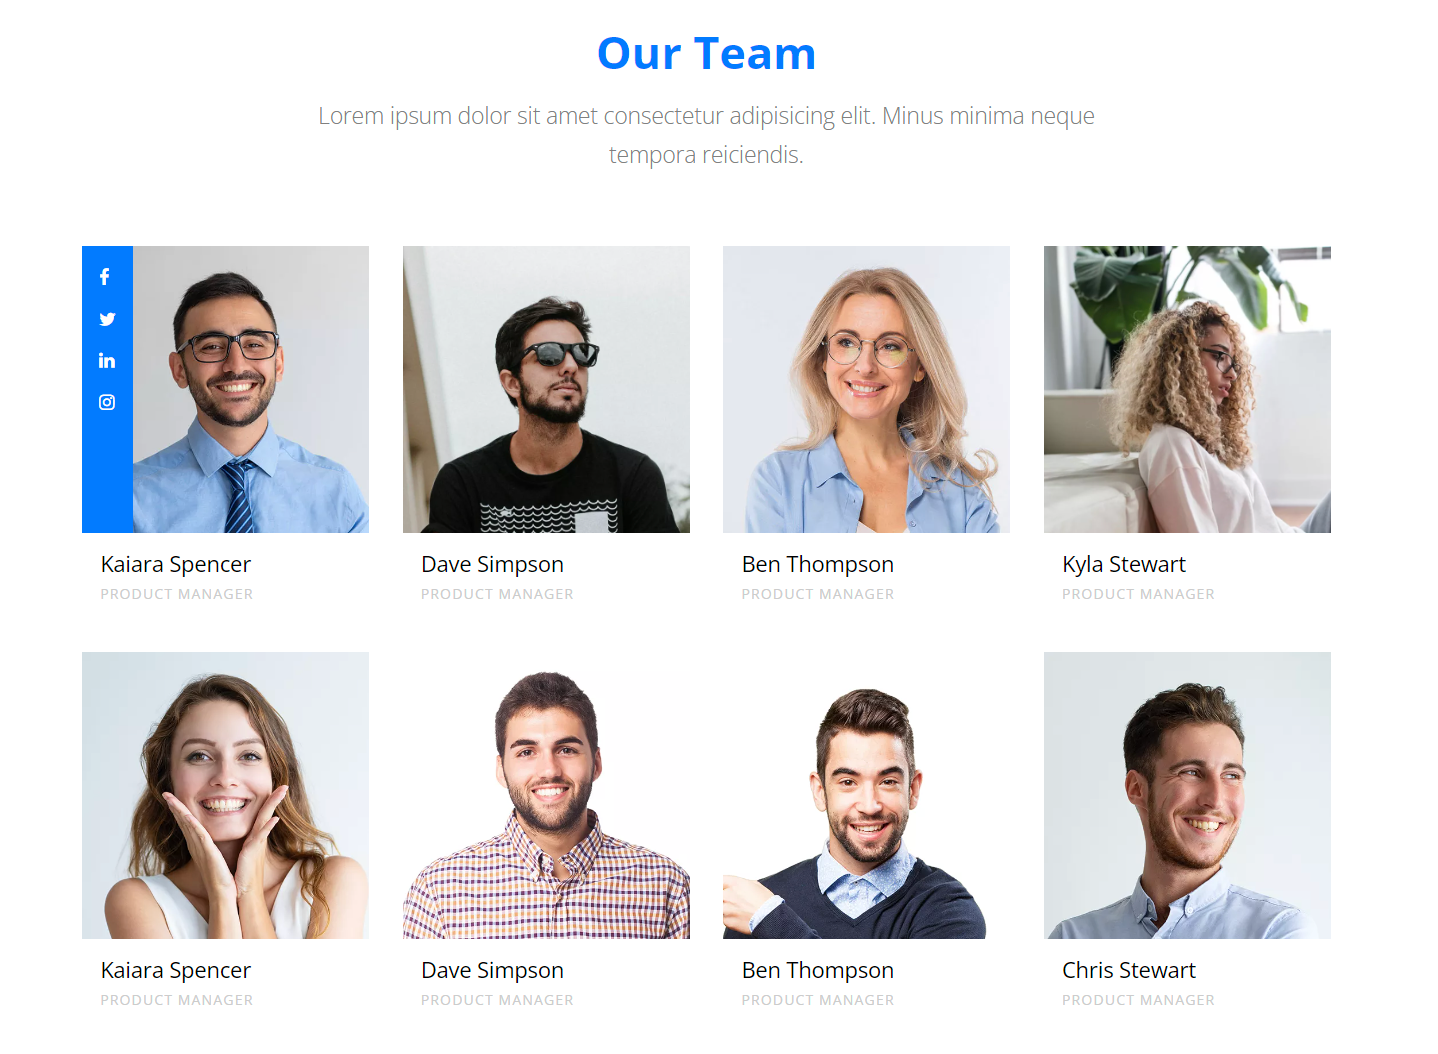 Our Team
Lorem ipsum dolor sit amet consectetur adipisicing elit. Minus minima neque
tempora reiciendis.
Kaiara Spencer
PRODUCT MANAGER
Dave Simpson
PRODUCT MANAGER
Ben Thompson
PRODUCT MANAGER
Kyla Stewart
PRODUCT MANAGER
Kaiara Spencer
PRODUCT MANAGER
Dave Simpson
PRODUCT MANAGER
Ben Thompson
PRODUCT MANAGER
Chris Stewart
PRODUCT MANAGER